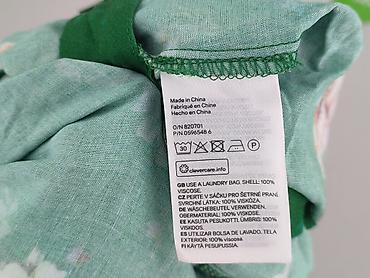 Made in China
Fabriqué en Chine
Hecho en China
O/N 820701
P/N 0596548 6
30
P
clevercare.info
GB USE A LAUNDRY BAG. SHELL: 100%
VISCOSE.
CZ PERTE V SÁČKU PRO ŠETRNÉ PRANÍ.
SVRCHNÍ LÁTKA: 100% VISKÓZA.
DE WÄSCHEBEUTEL VERWENDEN.
OBERMATERIAL: 100% VISKOSE.
EE KASUTA PESUKOTTI. ÜMBRIS: 100%
VISKOOS.
ES UTILIZAR BOLSA DE LAVADO. TELA
EXTERIOR: 100% viscosa
FI KÄYTÄ PESUPUSSIA.